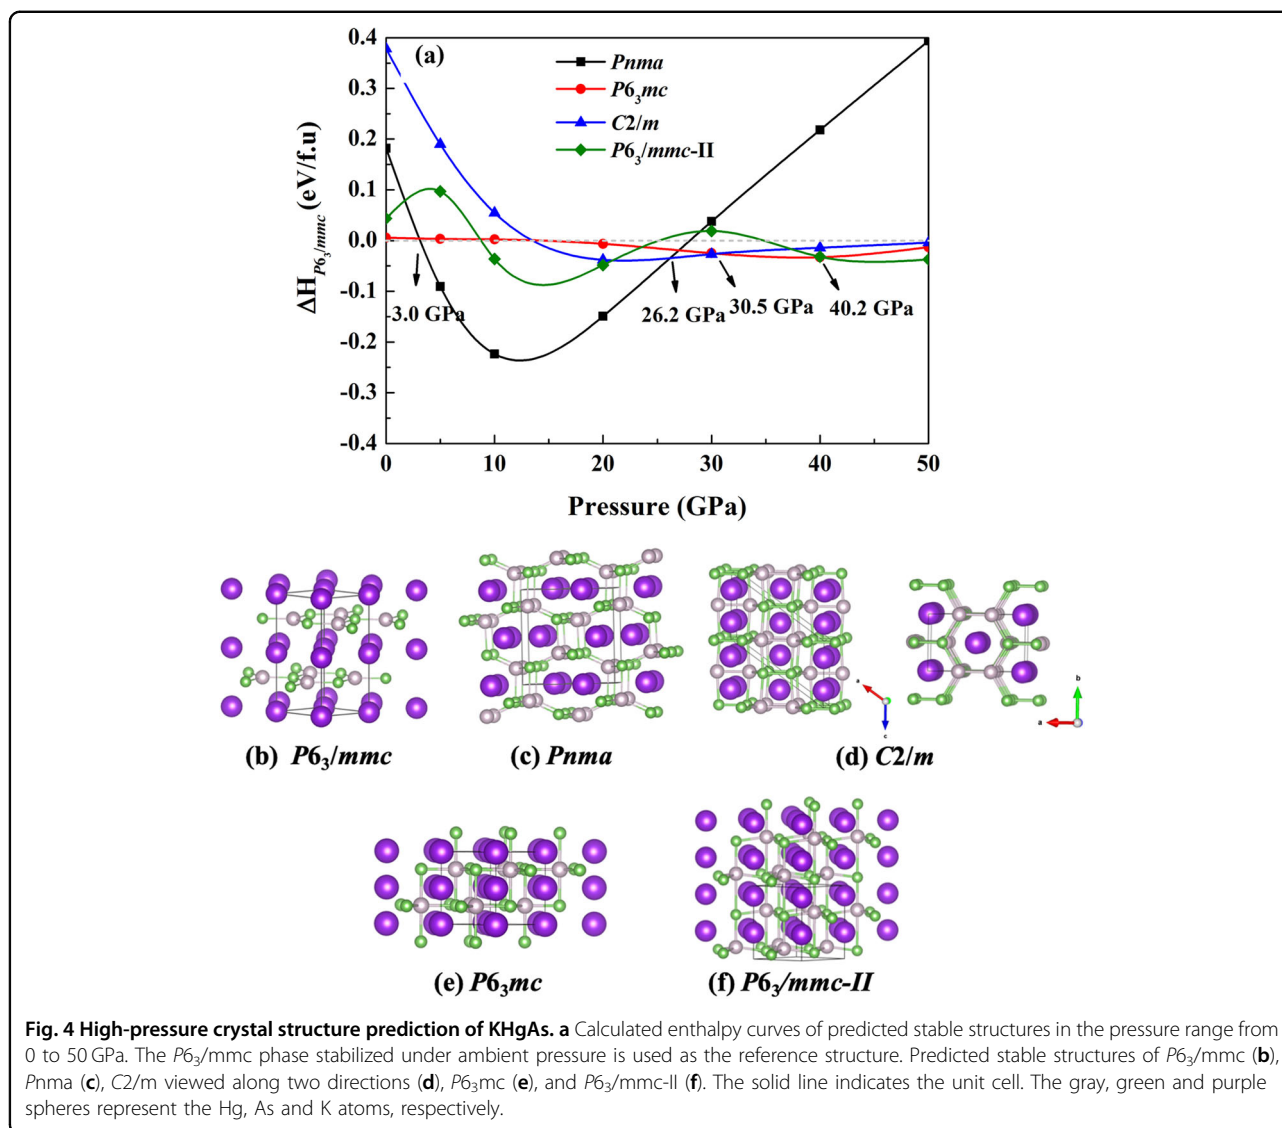 0.4
0.3
0.2
0.1
0.0
-0.1
-0.2
-0.3
-0.4
ΔH P6₃/mmc (eV/f.u)
(a)
Pnma
P6₃mc
C2/m
P6₃/mmc-II
3.0 GPa
26.2 GPa
30.5 GPa
40.2 GPa
0 10 20 30 40 50
Pressure (GPa)
a
c
b
a
(b) P6₃/mmc
(c) Pnma
(d) C2/m
(e) P6₃mc
(f) P6₃/mmc-II
Fig. 4 High-pressure crystal structure prediction of KHgAs. a Calculated enthalpy curves of predicted stable structures in the pressure range from
0 to 50 GPa. The P6₃/mmc phase stabilized under ambient pressure is used as the reference structure. Predicted stable structures of P6₃/mmc (b),
Pnma (c), C2/m viewed along two directions (d), P6₃mc (e), and P6₃/mmc-II (f). The solid line indicates the unit cell. The gray, green and purple
spheres represent the Hg, As and K atoms, respectively.